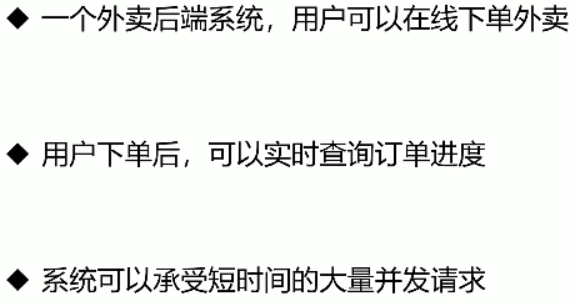 ◆ 一个外卖后端系统，用户可以在线下单外卖
◆ 用户下单后，可以实时查询订单进度
◆ 系统可以承受短时间的大量并发请求